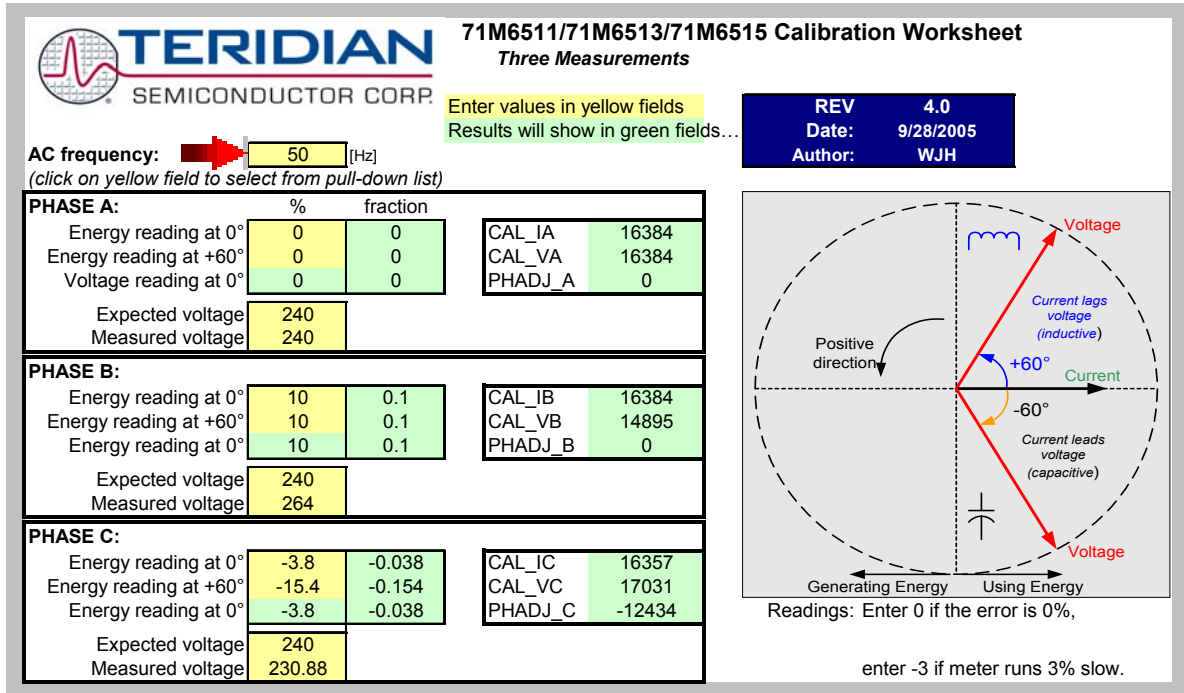 TERIDIAN
SEMICONDUCTOR CORP.
71M6511/71M6513/71M6515 Calibration Worksheet
Three Measurements
Enter values in yellow fields
Results will show in green fields…
REV 4.0
Date: 9/28/2005
Author: WJH
AC frequency: 50 [Hz]
(click on yellow field to select from pull-down list)
PHASE A: % fraction
Energy reading at 0° 0 0 CAL_IA 16384
Energy reading at +60° 0 0 CAL_VA 16384
Voltage reading at 0° 0 0 PHADJ_A 0
Expected voltage 240
Measured voltage 240
PHASE B:
Energy reading at 0° 10 0.1 CAL_IB 16384
Energy reading at +60° 10 0.1 CAL_VB 14895
Energy reading at 0° 10 0.1 PHADJ_B 0
Expected voltage 240
Measured voltage 264
PHASE C:
Energy reading at 0° -3.8 -0.038 CAL_IC 16357
Energy reading at +60° -15.4 -0.154 CAL_VC 17031
Energy reading at 0° -3.8 -0.038 PHADJ_C -12434
Expected voltage 240
Measured voltage 230.88
Voltage
Current lags
voltage
(inductive)
Positive
direction
+60°
Current
-60°
Current leads
voltage
(capacitive)
Voltage
Generating Energy Using Energy
Readings: Enter 0 if the error is 0%,
enter -3 if meter runs 3% slow.